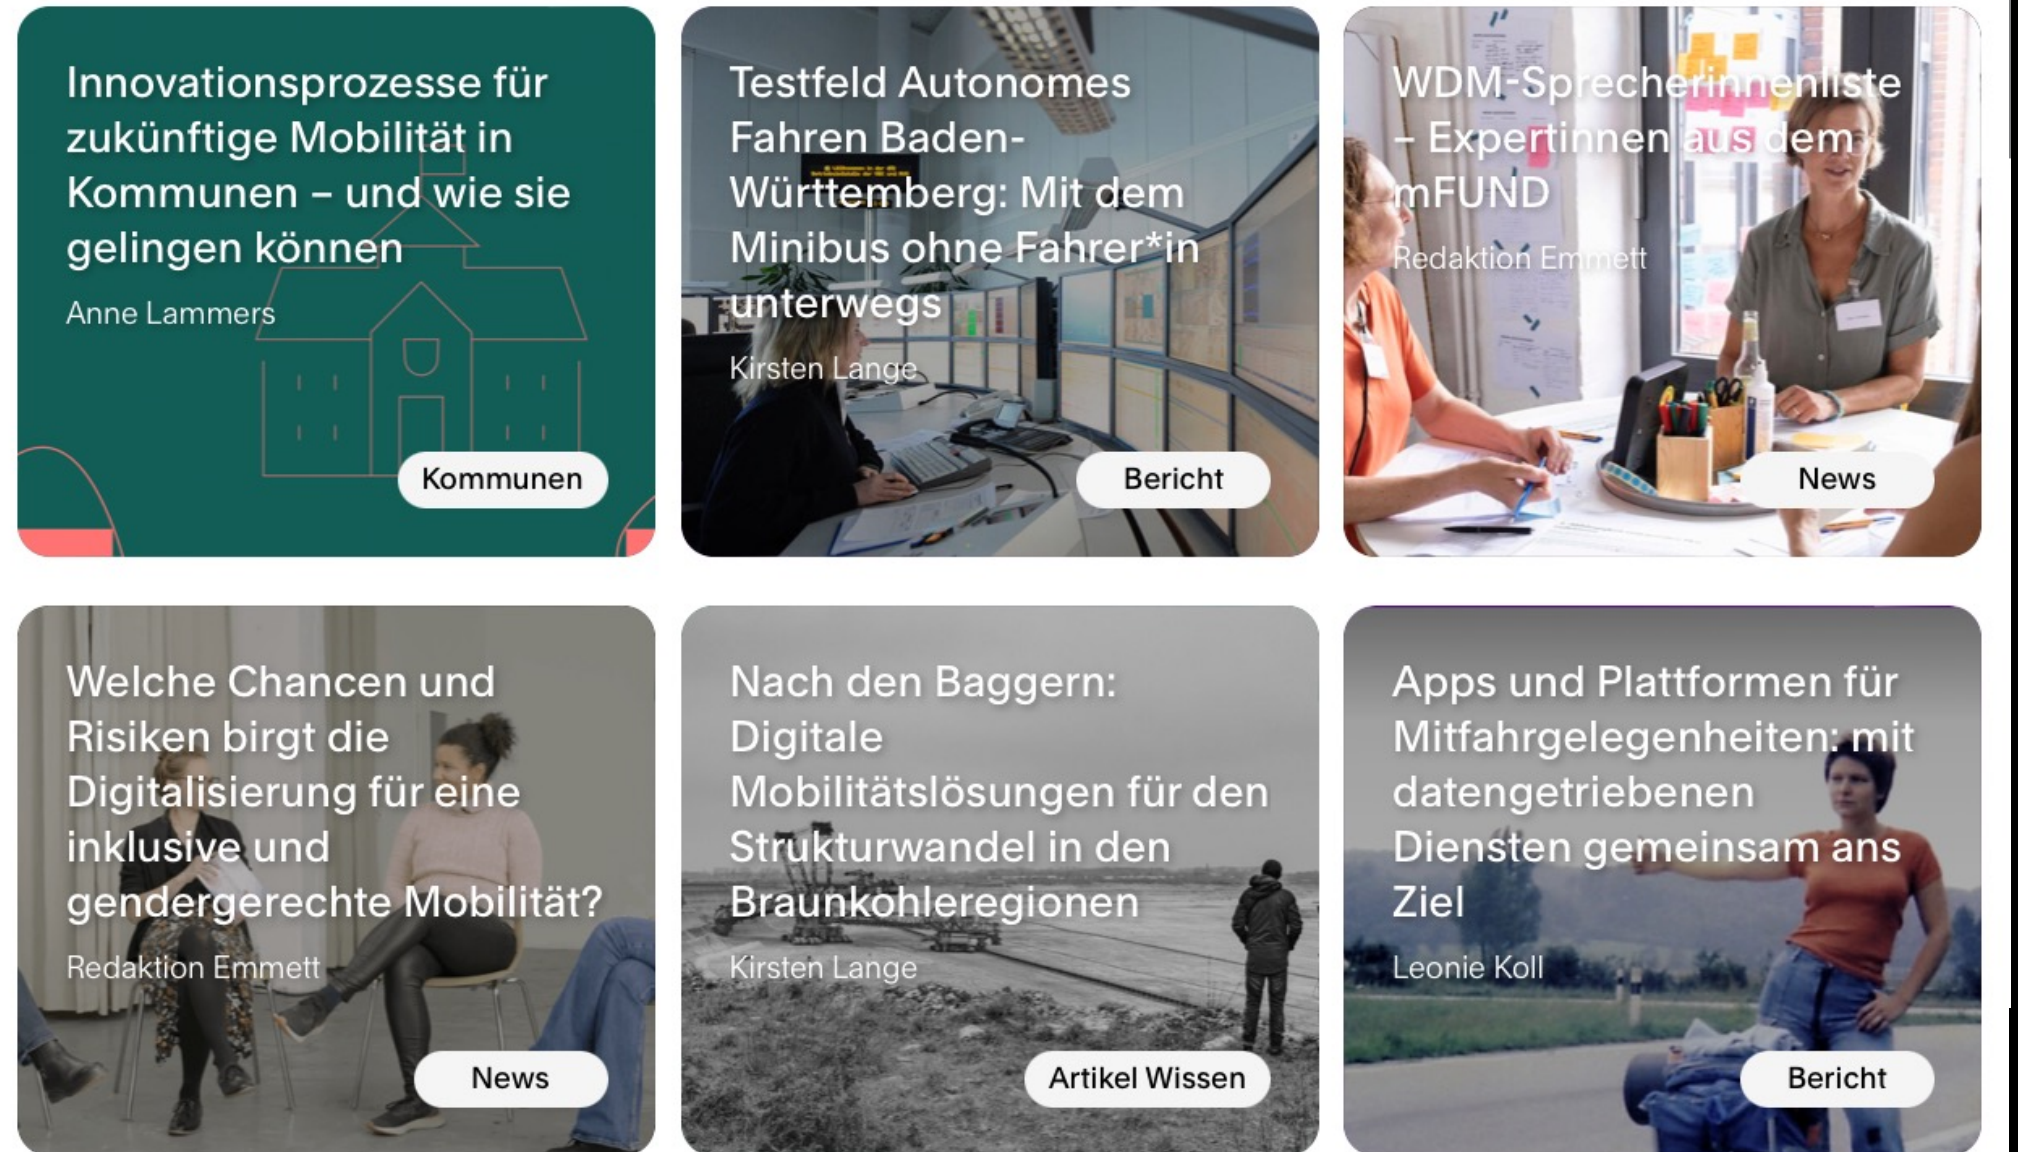 Innovationsprozesse für
zukünftige Mobilität in
Kommunen – und wie sie
gelingen können
Anne Lammers
Kommunen
Testfeld Autonomes
Fahren Baden-
Württemberg: Mit dem
Minibus ohne Fahrer*in
unterwegs
Kirsten Lange
Bericht
WDM-Sprecherinnenliste
– Expertinnen aus dem
mFUND
Redaktion Emmett
News
Welche Chancen und
Risiken birgt die
Digitalisierung für eine
inklusive und
gendergerechte Mobilität?
Redaktion Emmett
News
Nach den Baggern:
Digitale
Mobilitätslösungen für den
Strukturwandel in den
Braunkohleregionen
Kirsten Lange
Artikel Wissen
Apps und Plattformen für
Mitfahrgelegenheiten: mit
datengetriebenen
Diensten gemeinsam ans
Ziel
Leonie Koll
Bericht